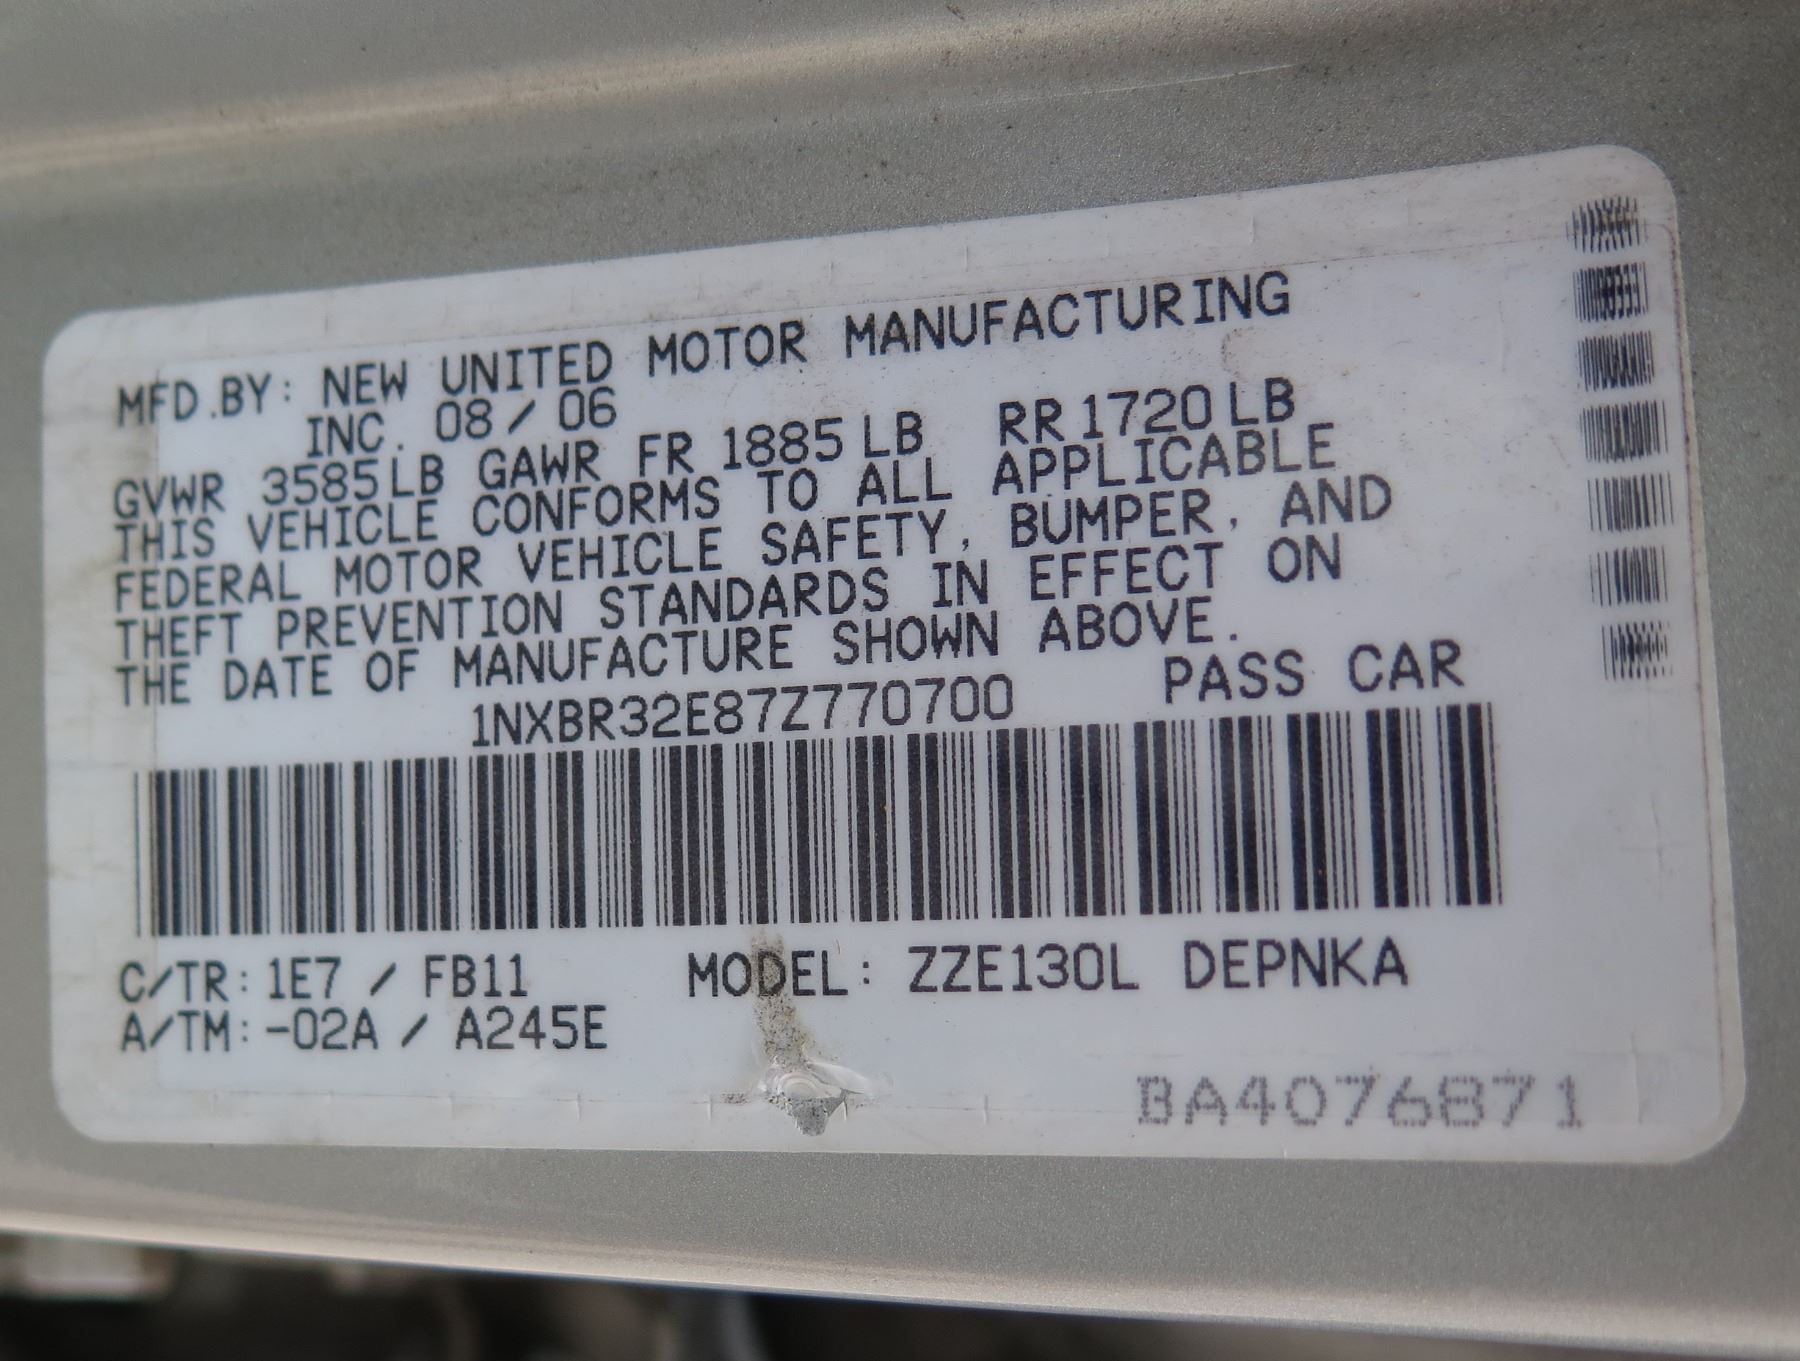 MFD.BY: NEW UNITED MOTOR MANUFACTURING
INC. 08/06
GVWR 3585LB GAWR FR 1885LB RR1720LB
THIS VEHICLE CONFORMS TO ALL APPLICABLE
FEDERAL MOTOR VEHICLE SAFETY, BUMPER, AND
THEFT PREVENTION STANDARDS IN EFFECT ON
THE DATE OF MANUFACTURE SHOWN ABOVE.
1NXBR32E87Z770700 PASS CAR
C/TR: 1E7 / FB11 MODEL: ZZE130L DEPNKA
A/TM: -02A / A245E
BA4076871